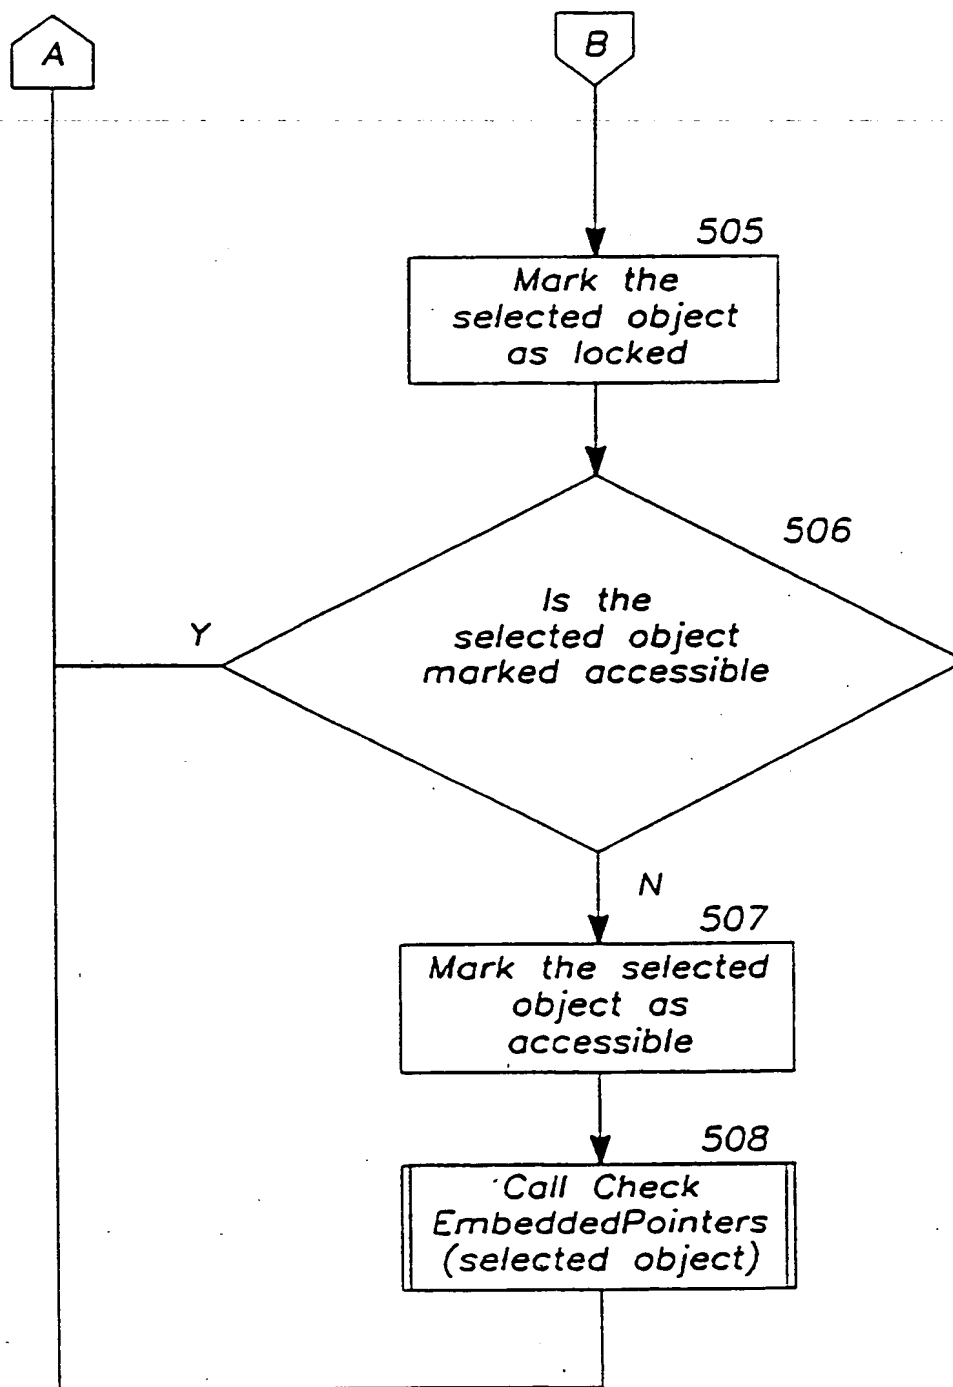 A
B
505
Mark the
selected object
as locked
506
Is the
selected object
marked accessible
Y
N
507
Mark the selected
object as
accessible
508
Call Check
EmbeddedPointers
(selected object)